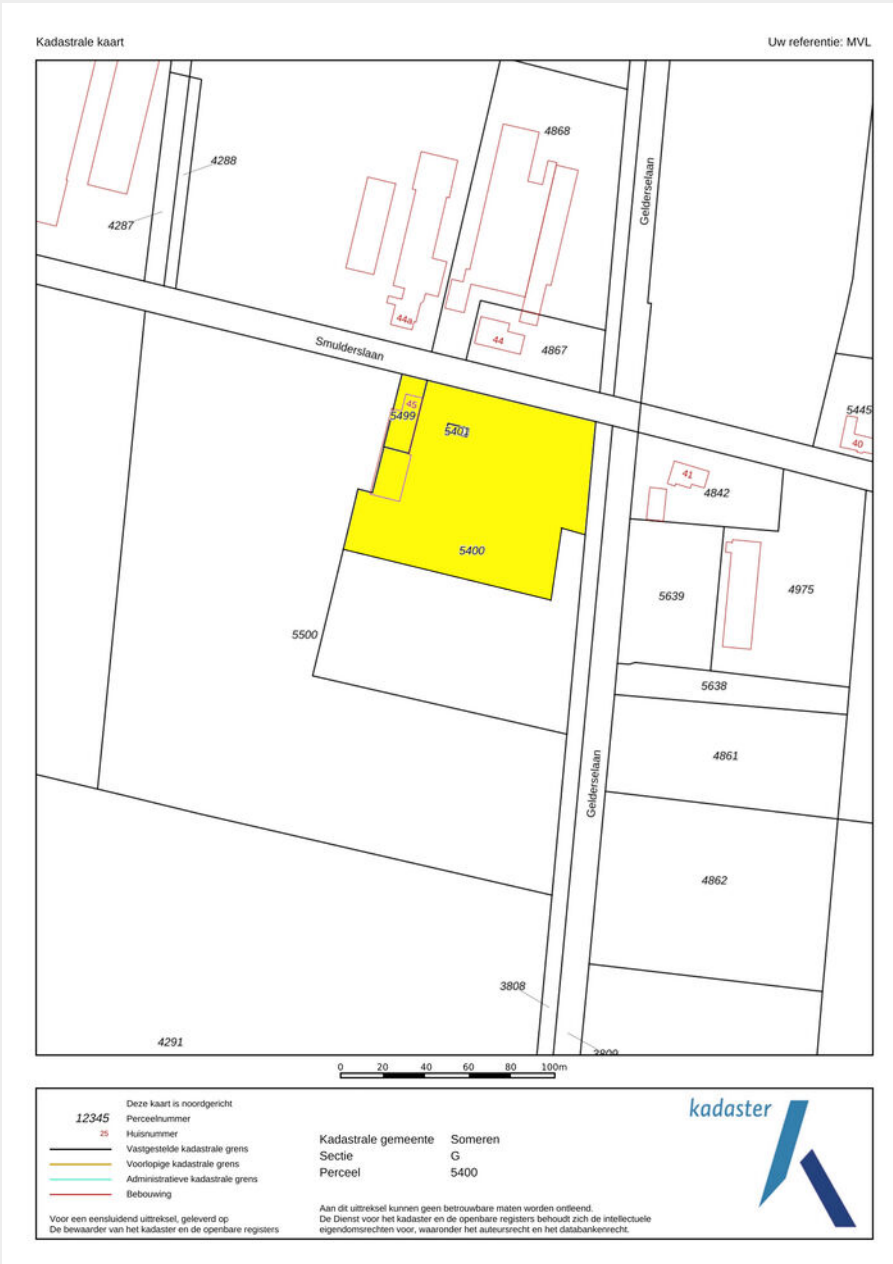 Kadastrale kaart
Uw referentie: MVL
4868
4288
Gelderselaan
4287
44a
44
4867
Smulderslaan
5445
40
45
5499
5401
41
4842
5400
4975
5639
5500
5638
4861
Gelderselaan
4862
3808
4291
3809
0 20 40 60 80 100m
Deze kaart is noordgericht
12345 Perceelnummer
25 Huisnummer
Vastgestelde kadastrale grens
Voorlopige kadastrale grens
Administratieve kadastrale grens
Bebouwing
Voor een eensluidend uittreksel, geleverd op
De bewaarder van het kadaster en de openbare registers
Kadastrale gemeente Someren
Sectie G
Perceel 5400
Aan dit uittreksel kunnen geen betrouwbare maten worden ontleend.
De Dienst voor het kadaster en de openbare registers behoudt zich de intellectuele
eigendomsrechten voor, waaronder het auteursrecht en het databankenrecht.
kadaster